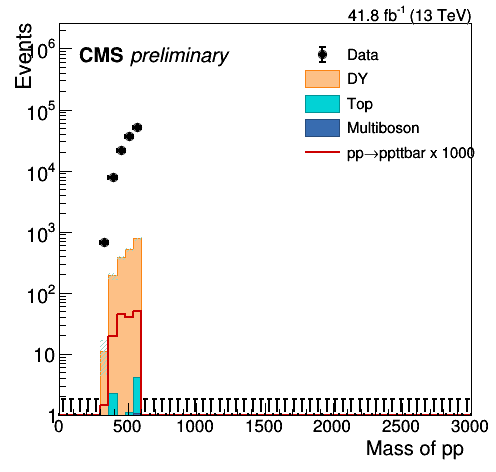 41.8 fb⁻¹ (13 TeV)
Events
CMS preliminary
Data
DY
Top
Multiboson
pp→ppttbar x 1000
10⁶
10⁵
10⁴
10³
10²
10
1
0 500 1000 1500 2000 2500 3000
Mass of pp